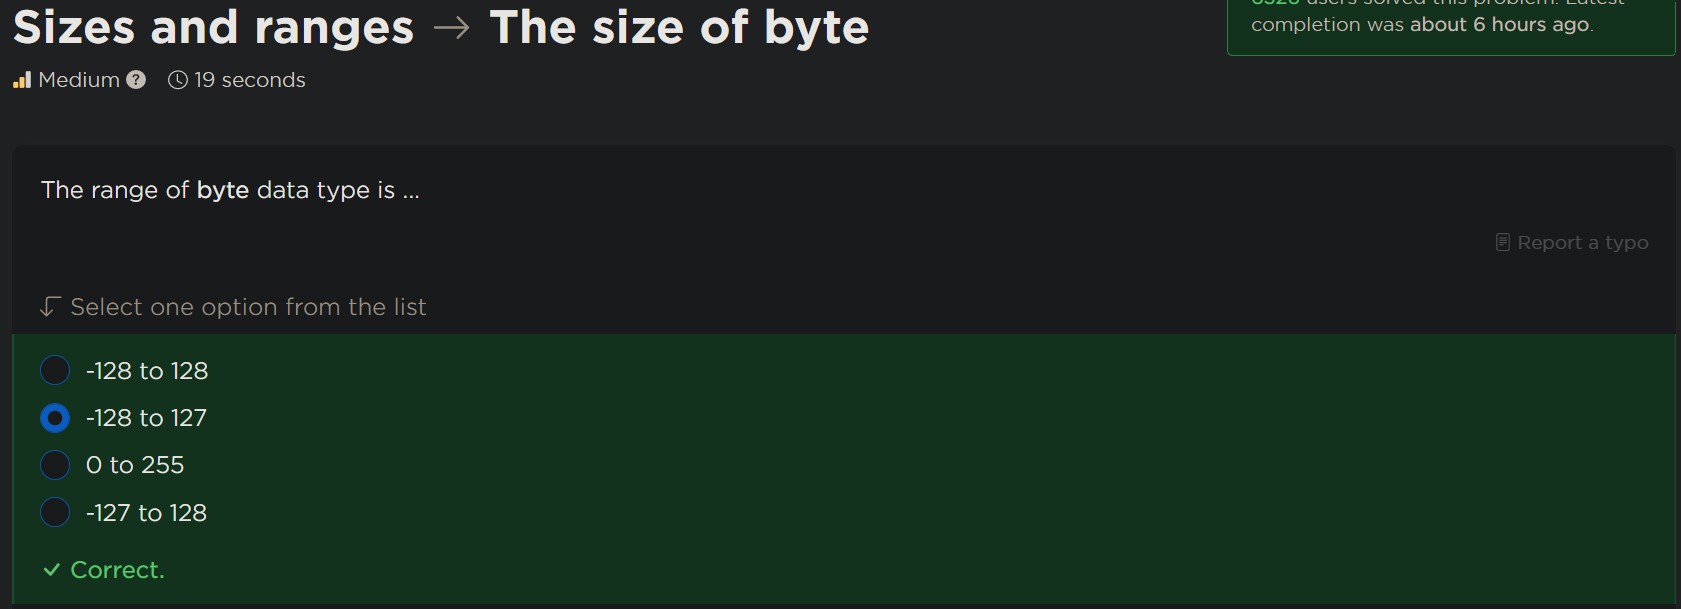 Sizes and ranges → The size of byte
users solved this problem. Latest
completion was about 6 hours ago.
Medium ? 19 seconds
The range of byte data type is ...
Report a typo
Select one option from the list
-128 to 128
-128 to 127
0 to 255
-127 to 128
✓ Correct.